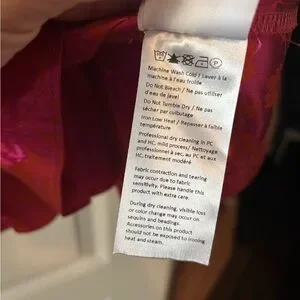 Machine Wash Cold / Laver à la
machine à l'eau froide
Do Not Bleach / Ne pas utiliser
d'eau de javel
Do Not Tumble Dry / Ne pas
sécher par culbutage
Iron Low Heat / Repasser à faible
température
Professional dry cleaning in PC
and HC, mild process/ Nettoyage
professionnel à sec, au PC et aux
HC, traitement modéré
Fabric contraction and tearing
may occur due to fabric
sensitivity. Please handle this
product with extra care.
During dry cleaning, visible loss
or color change may occur on
sequins and beadings.
Accessories on this product
should not be exposed to ironing
heat and steam.